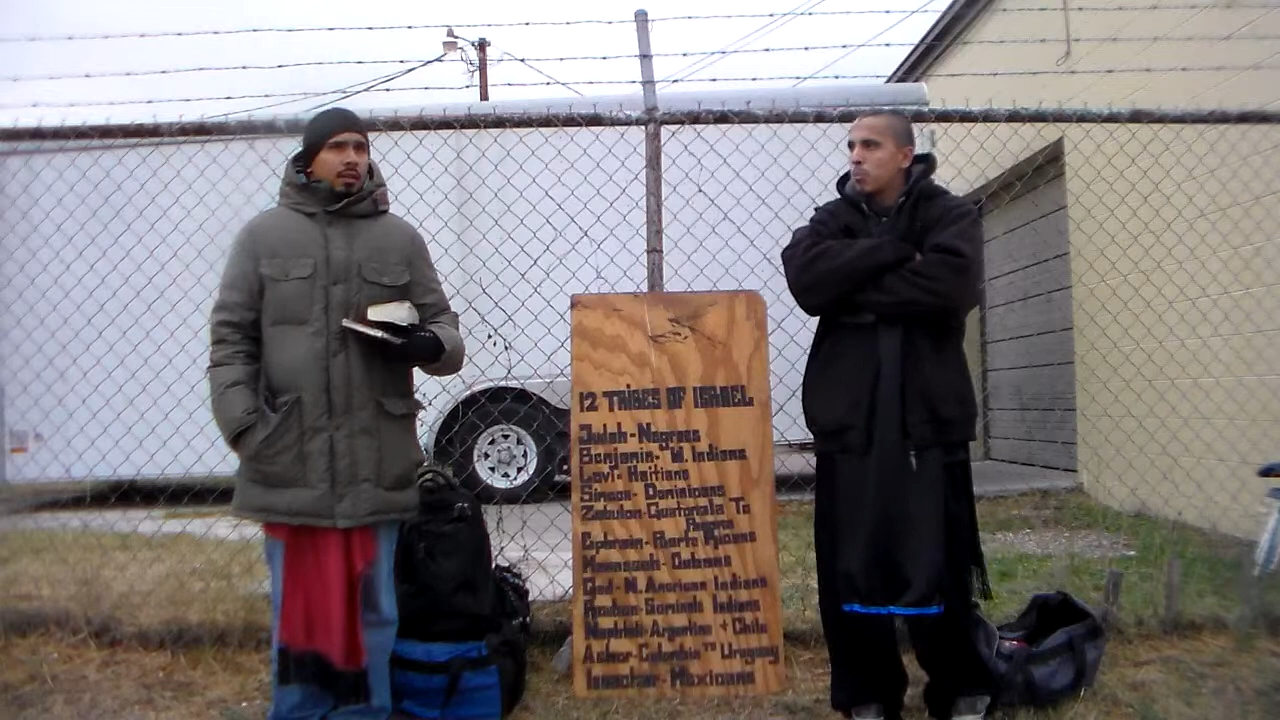 12 TRIBES OF ISRAEL
Judah - Negroes
Benjamin - W. Indians
Levi - Haitians
Simeon - Dominicans
Zebulon - Guatemala To
Panama
Ephraim - Puerto Ricans
Manasseh - Cubans
Gad - N. American Indians
Reuben - Seminole Indians
Naphtali - Argentina + Chile
Asher - Columbia To Uruguay
Issachar - Mexicans